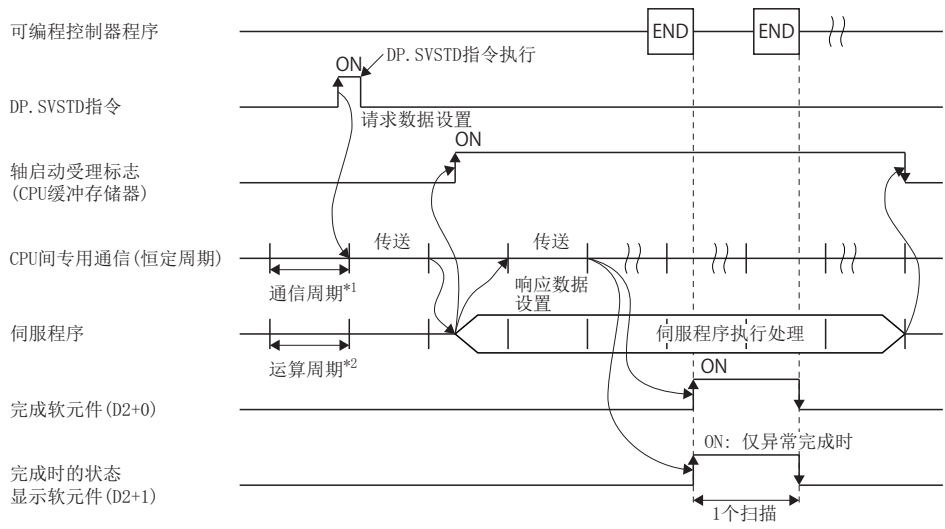 可编程控制器程序
END
END
ON
DP.SVSTD指令执行
DP.SVSTD指令
请求数据设置
ON
轴启动受理标志
(CPU缓冲存储器)
传送
传送
CPU间专用通信(恒定周期)
通信周期*1
响应数据
设置
伺服程序
伺服程序执行处理
运算周期*2
ON
完成软元件(D2+0)
ON: 仅异常完成时
完成时的状态
显示软元件(D2+1)
1个扫描